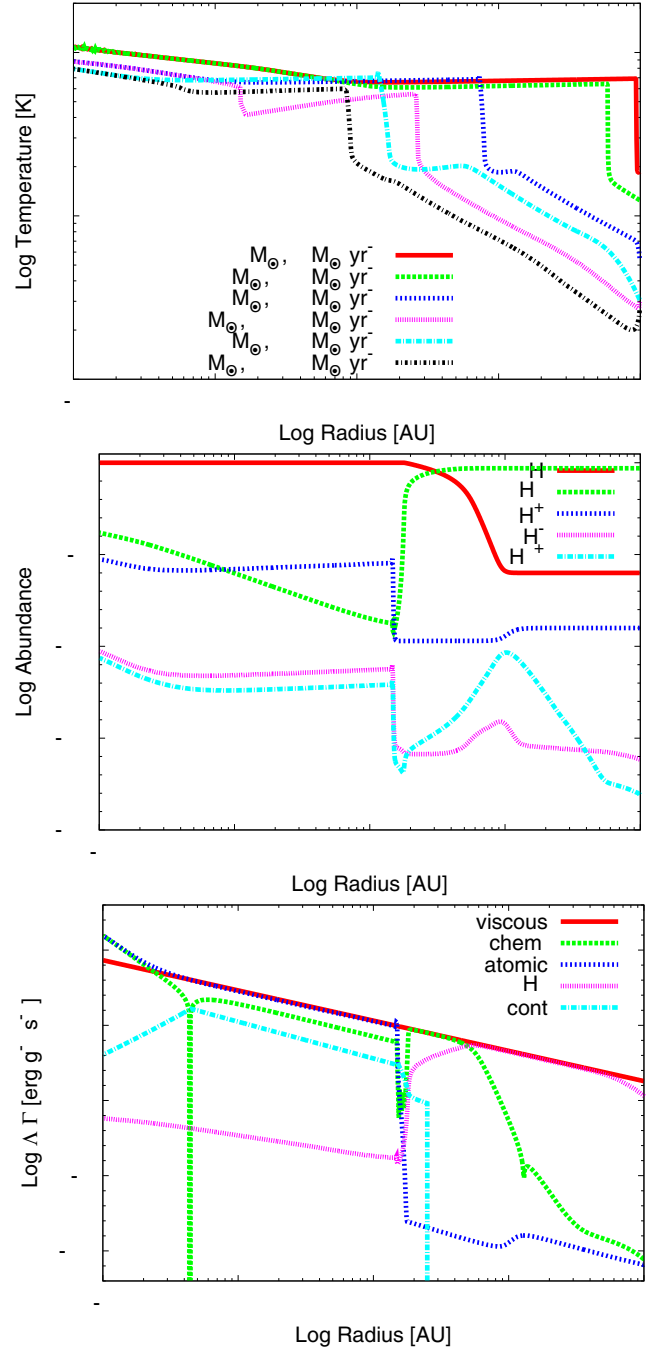 Log Temperature [K]
M☉, M☉ yr⁻
M☉, M☉ yr⁻
M☉, M☉ yr⁻
M☉, M☉ yr⁻
M☉, M☉ yr⁻
M☉, M☉ yr⁻
-
Log Radius [AU]
Log Abundance
H
H
H⁺
H⁻
H ⁺
-
-
-
-
-
Log Radius [AU]
Log Λ Γ [erg g⁻ s⁻]
viscous
chem
atomic
H
cont
-
-
-
Log Radius [AU]